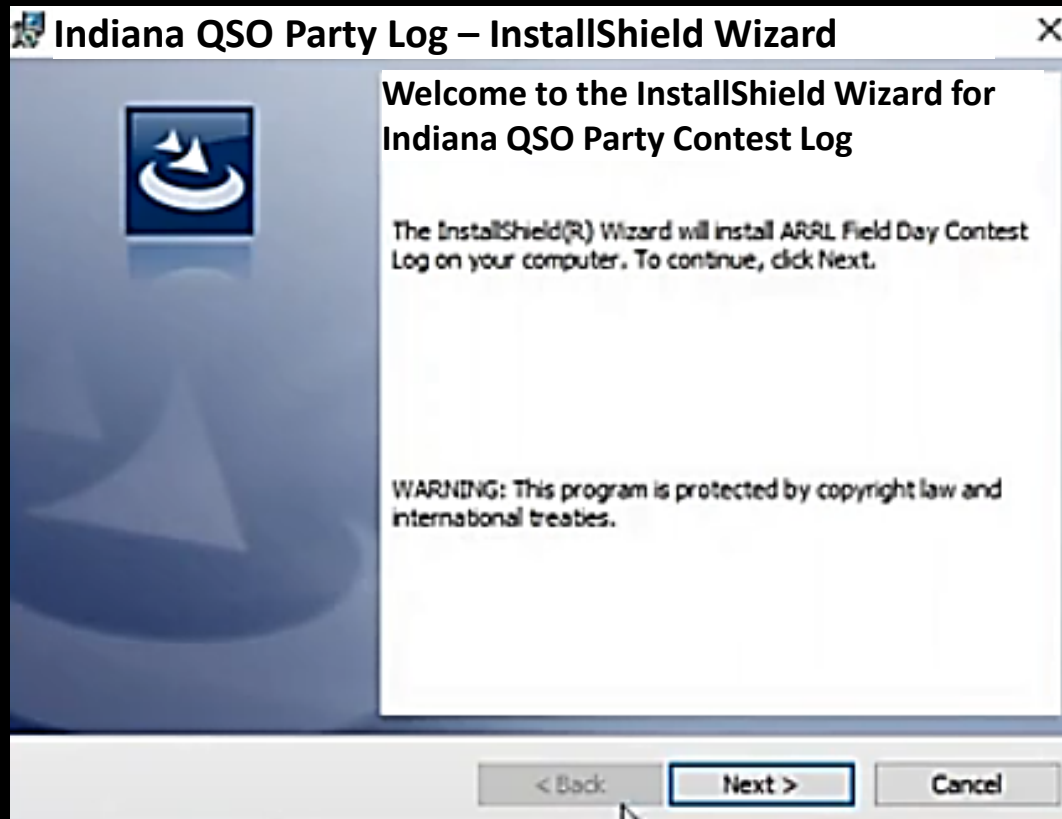 Indiana QSO Party Log – InstallShield Wizard
Welcome to the InstallShield Wizard for
Indiana QSO Party Contest Log
The InstallShield(R) Wizard will install ARRL Field Day Contest
Log on your computer. To continue, click Next.
WARNING: This program is protected by copyright law and
international treaties.
< Back
Next >
Cancel